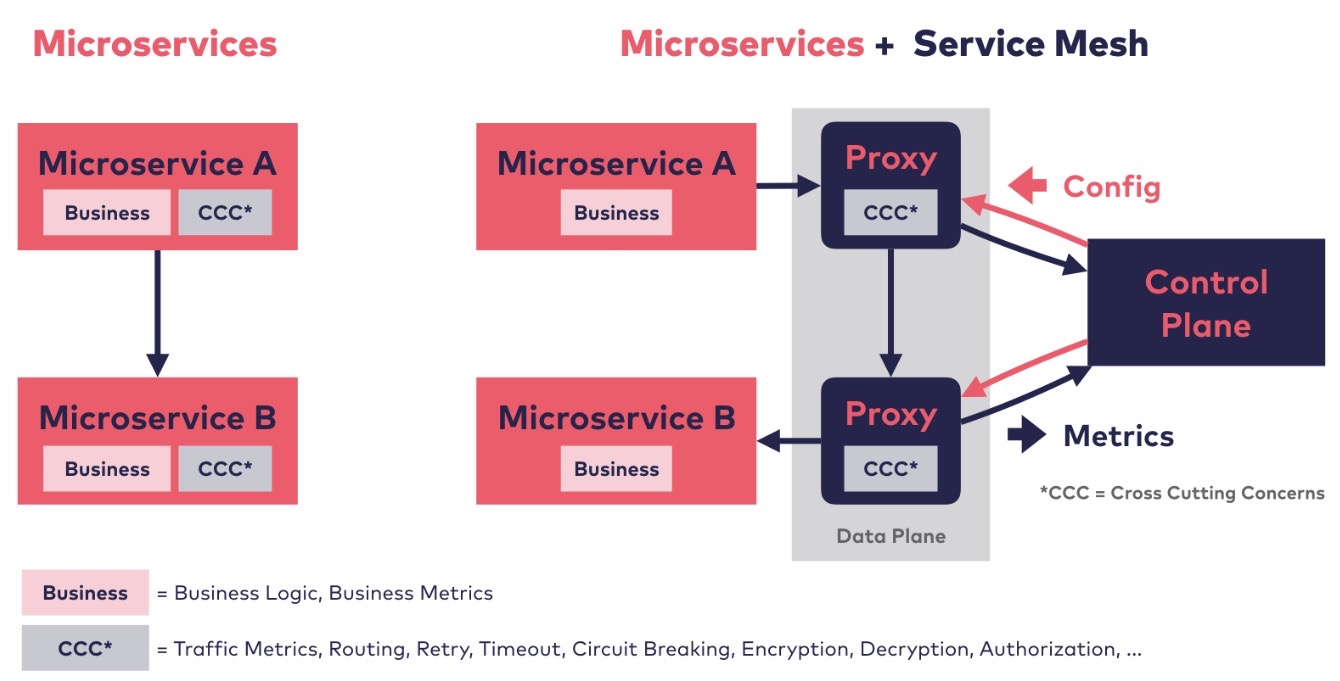 Microservices
Microservice A
Business CCC*
Microservice B
Business CCC*
Microservices + Service Mesh
Microservice A
Business
Proxy
CCC*
Config
Control
Plane
Microservice B
Business
Proxy
CCC*
Metrics
*CCC = Cross Cutting Concerns
Data Plane
Business = Business Logic, Business Metrics
CCC* = Traffic Metrics, Routing, Retry, Timeout, Circuit Breaking, Encryption, Decryption, Authorization, ...